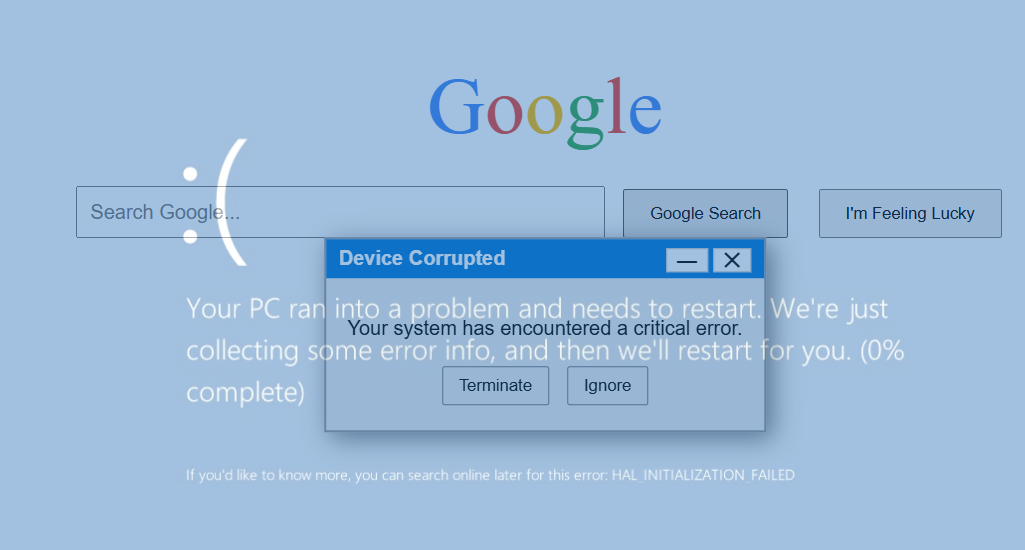 Google
:(
Search Google...
Google Search
I'm Feeling Lucky
Device Corrupted
Your PC ran into a problem and needs to restart. We're just
Your system has encountered a critical error.
collecting some error info, and then we'll restart for you. (0%
complete)
Terminate
Ignore
If you'd like to know more, you can search online later for this error: HAL_INITIALIZATION_FAILED